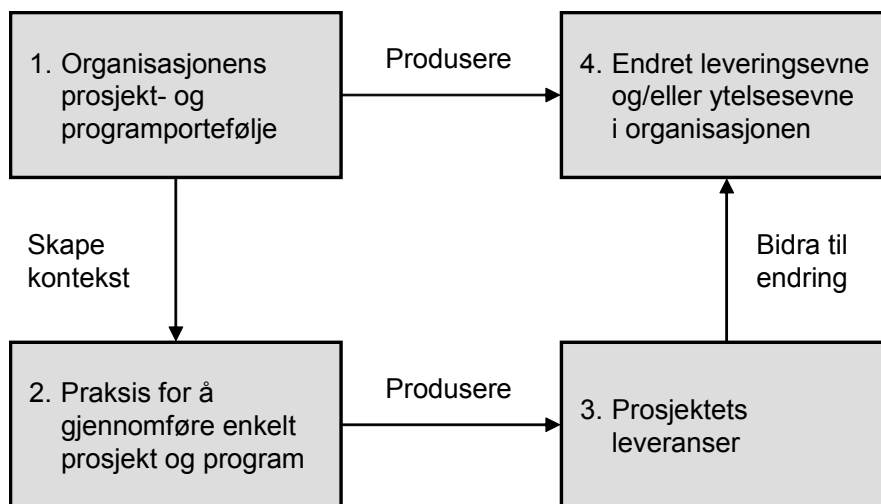 1. Organisasjonens
prosjekt- og
programportefølje
Produsere
4. Endret leveringsevne
og/eller ytelsesevne
i organisasjonen
Skape
kontekst
Bidra til
endring
2. Praksis for å
gjennomføre enkelt
prosjekt og program
Produsere
3. Prosjektets
leveranser